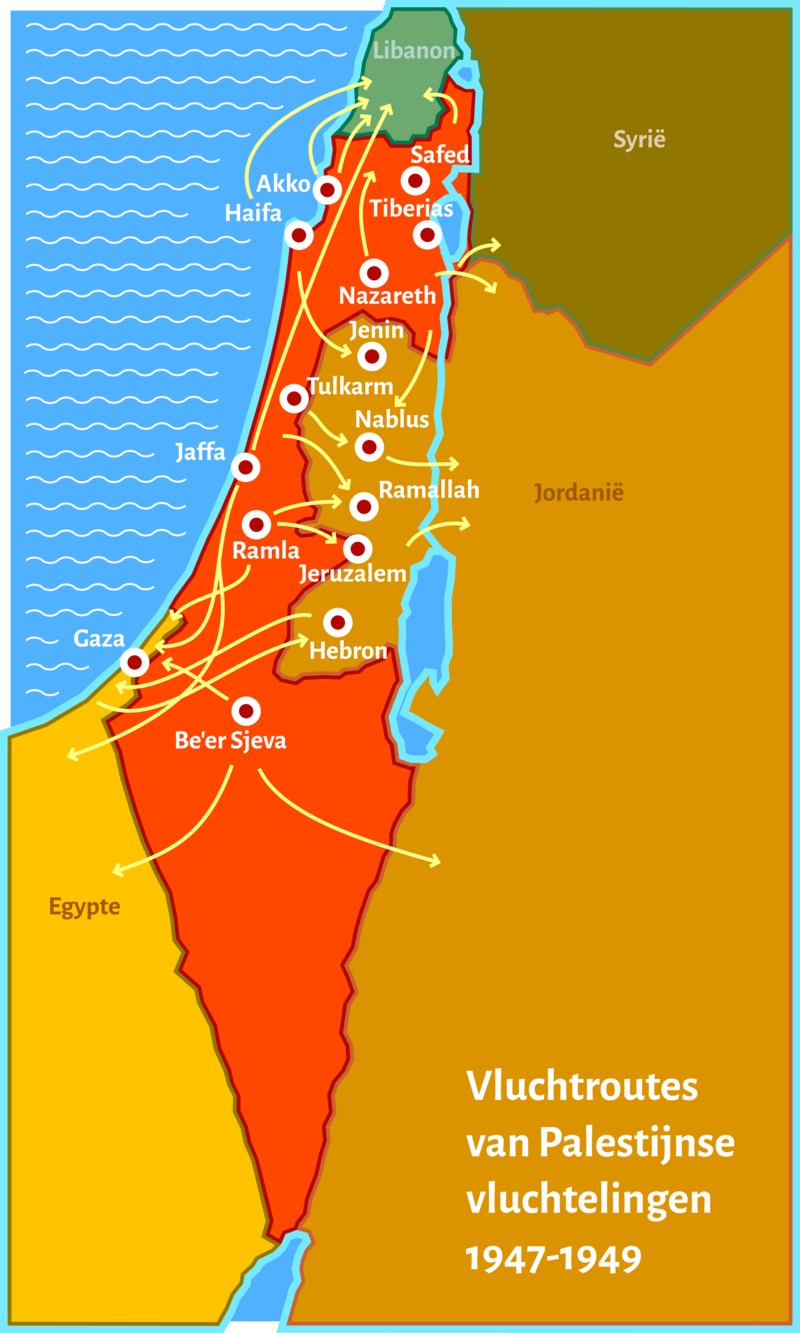 Libanon
Syrië
Safed
Akko
Tiberias
Haifa
Nazareth
Jenin
Tulkarm
Nablus
Jaffa
Ramallah
Jordanië
Ramla
Jeruzalem
Gaza
Hebron
Be'er Sjeva
Egypte
Vluchtroutes
van Palestijnse
vluchtelingen
1947-1949